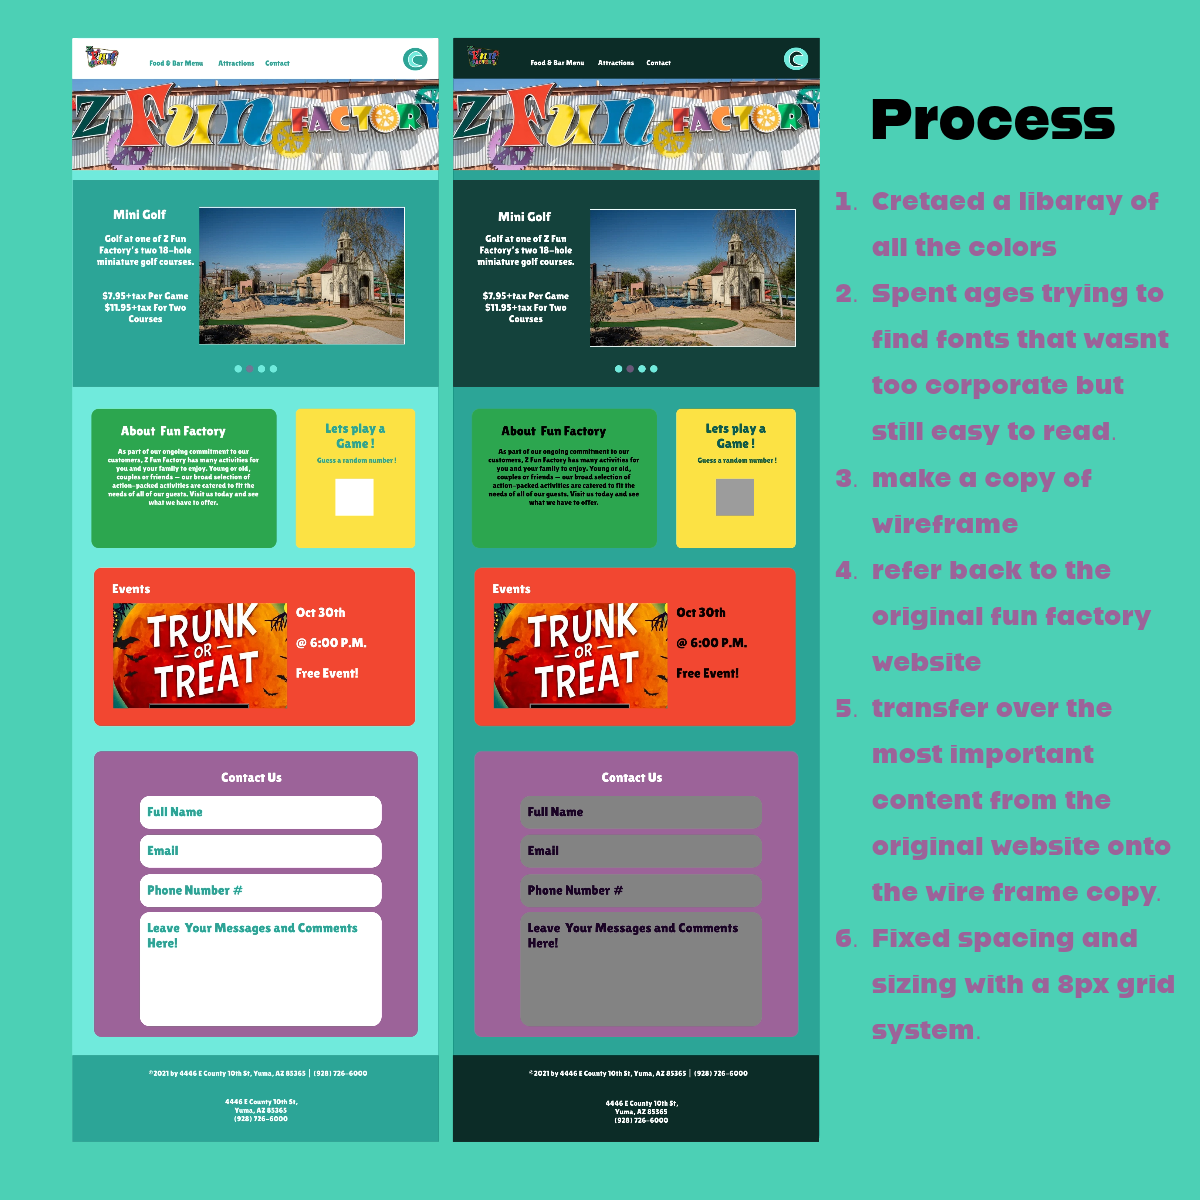 Fun
Food & Bar Menu Attractions Contact
Z Fun FACTORY
Mini Golf
Golf at one of Z Fun
Factory's two 18-hole
miniature golf courses.
$7.95+tax Per Game
$11.95+tax For Two
Courses
About Fun Factory
As part of our ongoing commitment to our
customers, Z Fun Factory has many activities for
you and your family to enjoy. Young or old,
couples or friends – our broad selection of
action-packed activities are catered to fit the
needs of all of our guests. Visit us today and see
what we have to offer.
Lets play a
Game !
Guess a random number !
Events
TRUNK
OR
TREAT
Oct 30th
@ 6:00 P.M.
Free Event!
Contact Us
Full Name
Email
Phone Number #
Leave Your Messages and Comments
Here!
©2021 by 4446 E County 10th St, Yuma, AZ 85365 | (928) 726-6000
4446 E County 10th St,
Yuma, AZ 85365
(928) 726-6000
Fun
Food & Bar Menu Attractions Contact
Z Fun FACTORY
Mini Golf
Golf at one of Z Fun
Factory's two 18-hole
miniature golf courses.
$7.95+tax Per Game
$11.95+tax For Two
Courses
About Fun Factory
As part of our ongoing commitment to our
customers, Z Fun Factory has many activities for
you and your family to enjoy. Young or old,
couples or friends – our broad selection of
action-packed activities are catered to fit the
needs of all of our guests. Visit us today and see
what we have to offer.
Lets play a
Game !
Guess a random number !
Events
TRUNK
OR
TREAT
Oct 30th
@ 6:00 P.M.
Free Event!
Contact Us
Full Name
Email
Phone Number #
Leave Your Messages and Comments
Here!
©2021 by 4446 E County 10th St, Yuma, AZ 85365 | (928) 726-6000
4446 E County 10th St,
Yuma, AZ 85365
(928) 726-6000
Process
1. Cretaed a libaray of
all the colors
2. Spent ages trying to
find fonts that wasnt
too corporate but
still easy to read.
3. make a copy of
wireframe
4. refer back to the
original fun factory
website
5. transfer over the
most important
content from the
original website onto
the wire frame copy.
6. Fixed spacing and
sizing with a 8px grid
system.